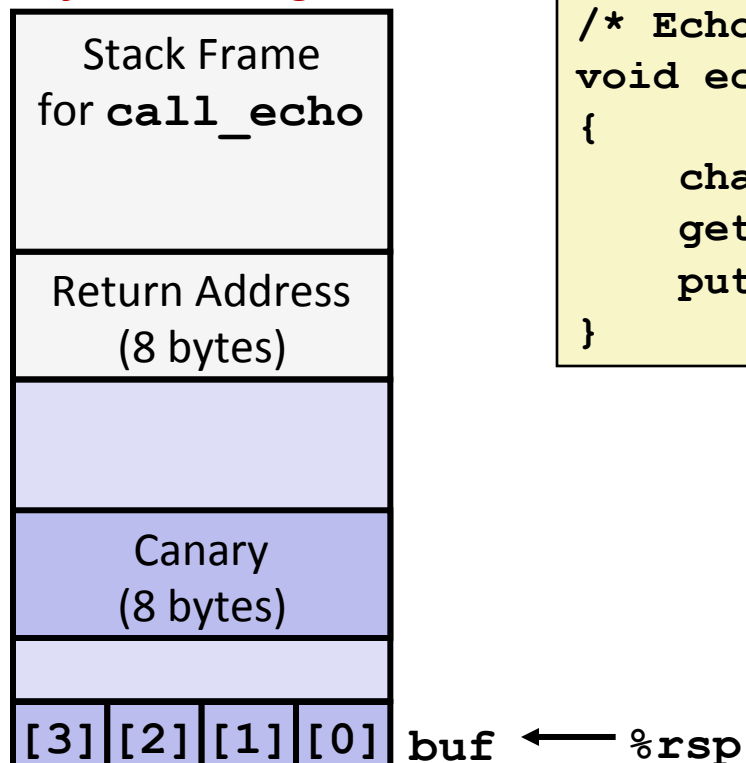 Stack Frame
for call_echo
Return Address
(8 bytes)
Canary
(8 bytes)
[3] [2] [1] [0] buf %rsp
/* Echo
void ec
{
cha
get
put
}